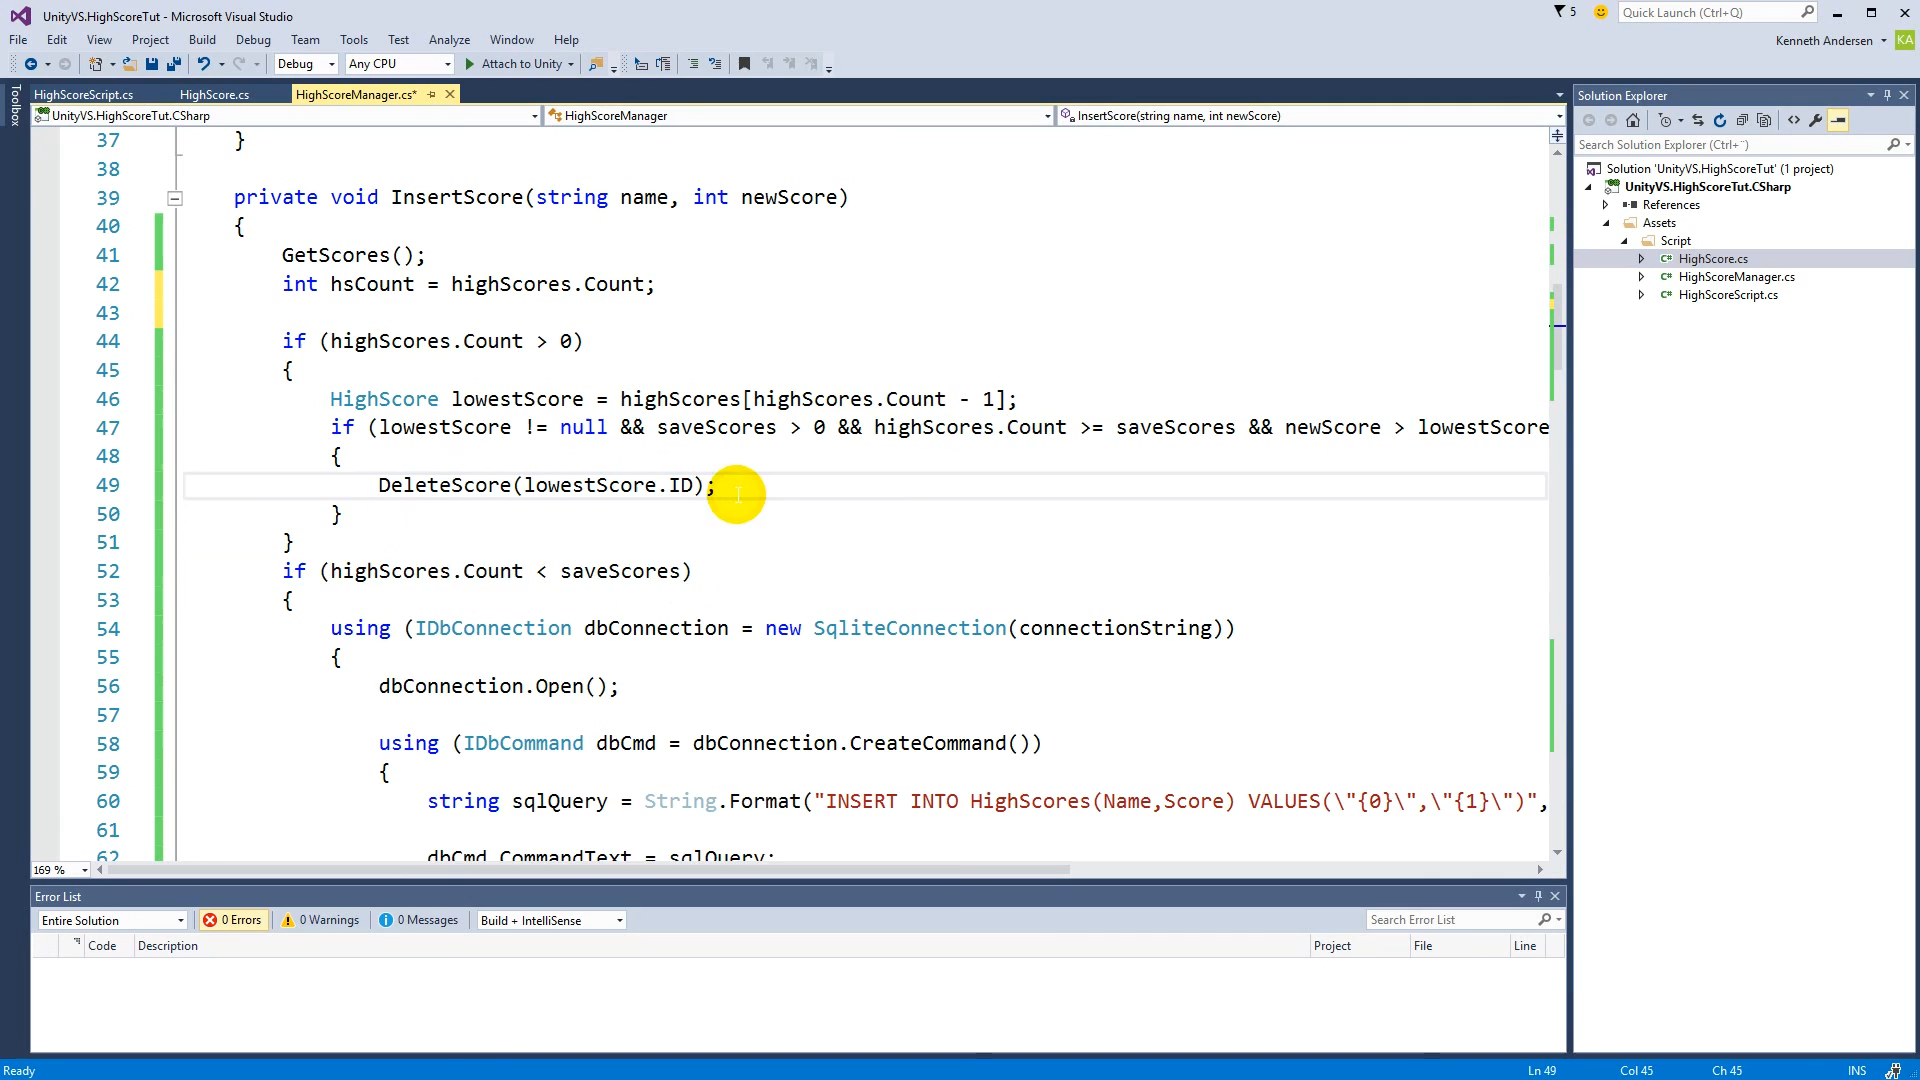 UnityVS.HighScoreTut - Microsoft Visual Studio
5
Quick Launch (Ctrl+Q)
File Edit View Project Build Debug Team Tools Test Analyze Window Help
Kenneth Andersen KA
Debug Any CPU Attach to Unity
Toolbox
HighScoreScript.cs HighScore.cs HighScoreManager.cs*
UnityVS.HighScoreTut.CSharp HighScoreManager InsertScore(string name, int newScore)
37 }
38
39 private void InsertScore(string name, int newScore)
40 {
41 GetScores();
42 int hsCount = highScores.Count;
43
44 if (highScores.Count > 0)
45 {
46 HighScore lowestScore = highScores[highScores.Count - 1];
47 if (lowestScore != null && saveScores > 0 && highScores.Count >= saveScores && newScore > lowestScore
48 {
49 DeleteScore(lowestScore.ID);
50 }
51 }
52 if (highScores.Count < saveScores)
53 {
54 using (IDbConnection dbConnection = new SqliteConnection(connectionString))
55 {
56 dbConnection.Open();
57
58 using (IDbCommand dbCmd = dbConnection.CreateCommand())
59 {
60 string sqlQuery = String.Format("INSERT INTO HighScores(Name,Score) VALUES(\"{0}\",\"{1}\")",
61
62 dbCmd.CommandText = sqlQuery;
169 %
Solution Explorer
Search Solution Explorer (Ctrl+¨)
Solution 'UnityVS.HighScoreTut' (1 project)
UnityVS.HighScoreTut.CSharp
References
Assets
Script
C# HighScore.cs
C# HighScoreManager.cs
C# HighScoreScript.cs
Error List
Entire Solution 0 Errors 0 Warnings 0 Messages Build + IntelliSense Search Error List
Code Description Project File Line
Ready Ln 49 Col 45 Ch 45 INS